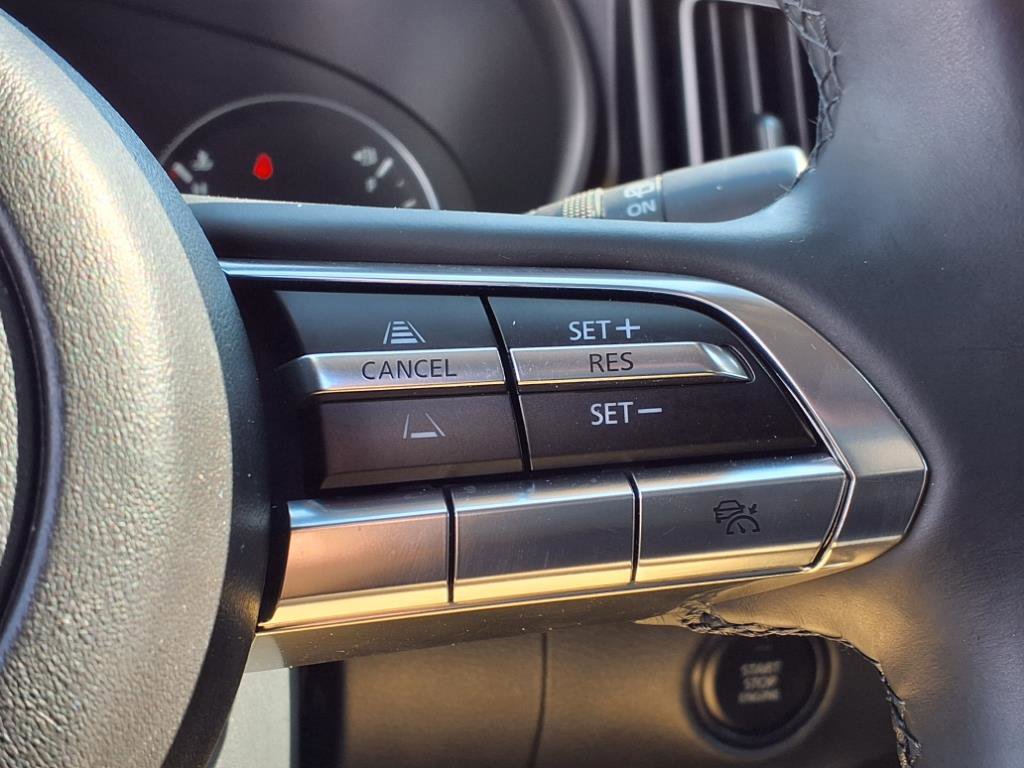 ON
CANCEL
SET+
RES
SET−
START
STOP
ENGINE